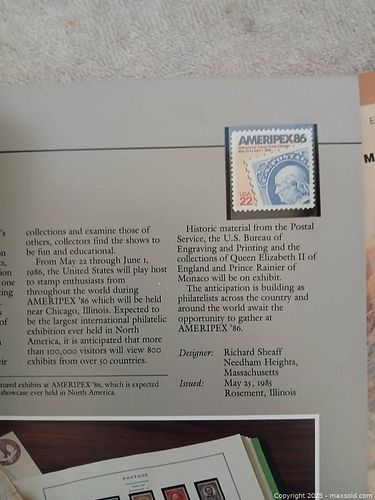 AMERIPEX 86
USA
22
collections and examine those of
others, collectors find the shows to
be fun and educational.
From May 22 through June 1,
1986, the United States will play host
to stamp enthusiasts from
throughout the world during
AMERIPEX '86 which will be held
near Chicago, Illinois. Expected to
be the largest international philatelic
exhibition ever held in North
America, it is anticipated that more
than 100,000 visitors will view 800
exhibits from over 50 countries.
Historic material from the Postal
Service, the U.S. Bureau of
Engraving and Printing and the
collections of Queen Elizabeth II of
England and Prince Rainier of
Monaco will be on exhibit.
The anticipation is building as
philatelists across the country and
around the world await the
opportunity to gather at
AMERIPEX '86.
Designer: Richard Sheaff
Needham Heights,
Massachusetts
Issued: May 25, 1985
Rosement, Illinois
tured exhibits at AMERIPEX '86, which is expected
showcase ever held in North America.
POSTAGE
Copyright 2025 - maxsold.com